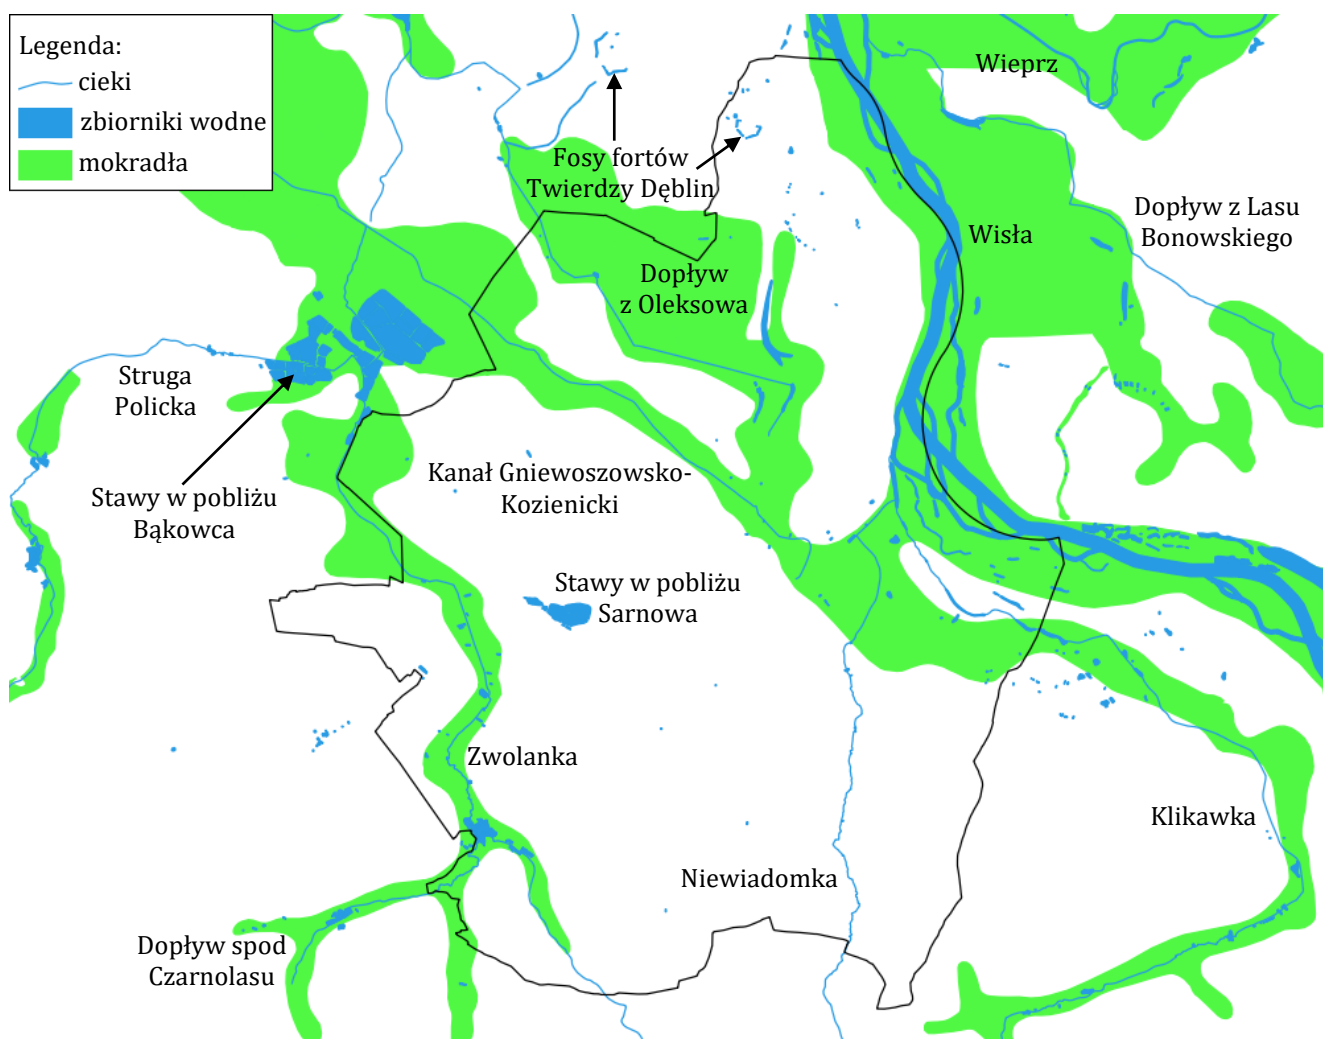 Legenda:
cieki
zbiorniki wodne
mokradła
Wieprz
Fosy fortów
Twierdzy Dęblin
Wisła
Dopływ z Lasu
Bonowskiego
Dopływ
z Oleksowa
Struga
Policka
Stawy w pobliżu
Bąkowca
Kanał Gniewoszowsko-
Kozienicki
Stawy w pobliżu
Sarnowa
Zwolanka
Klikawka
Niewiadomka
Dopływ spod
Czarnolasu